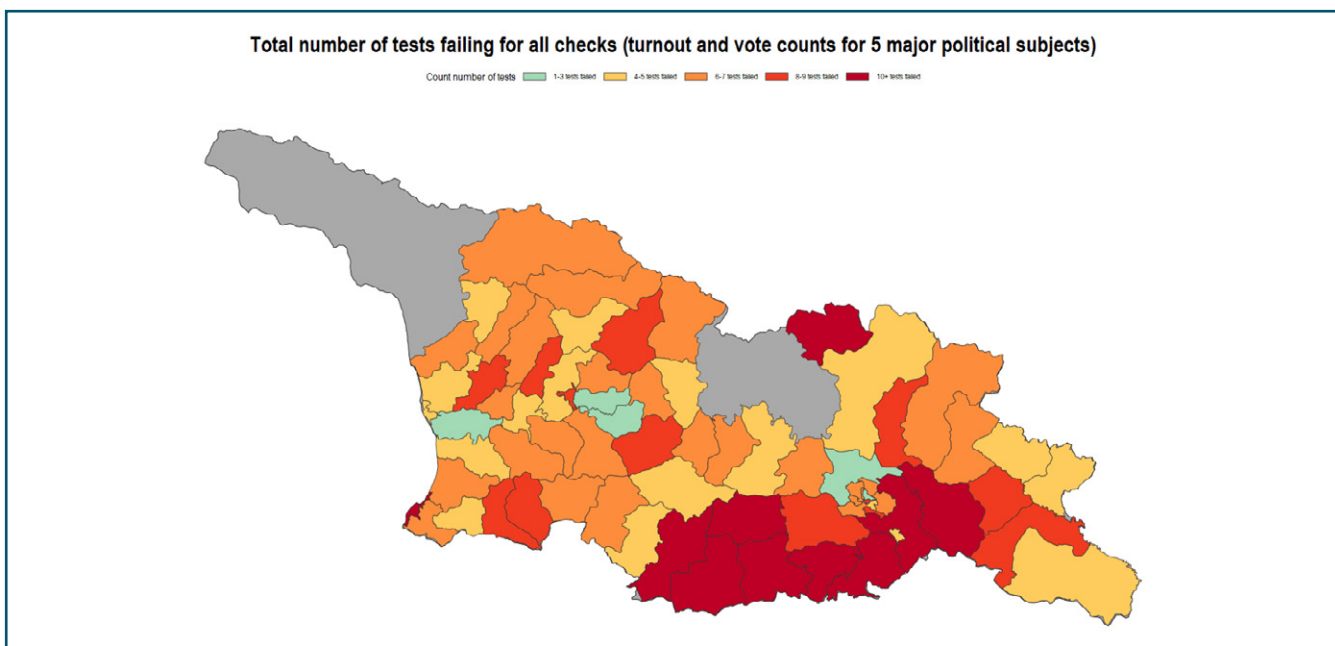 Total number of tests failing for all checks (turnout and vote counts for 5 major political subjects)
Count number of tests 1-3 tests failed 4-5 tests failed 6-7 tests failed 8-9 tests failed 10+ tests failed